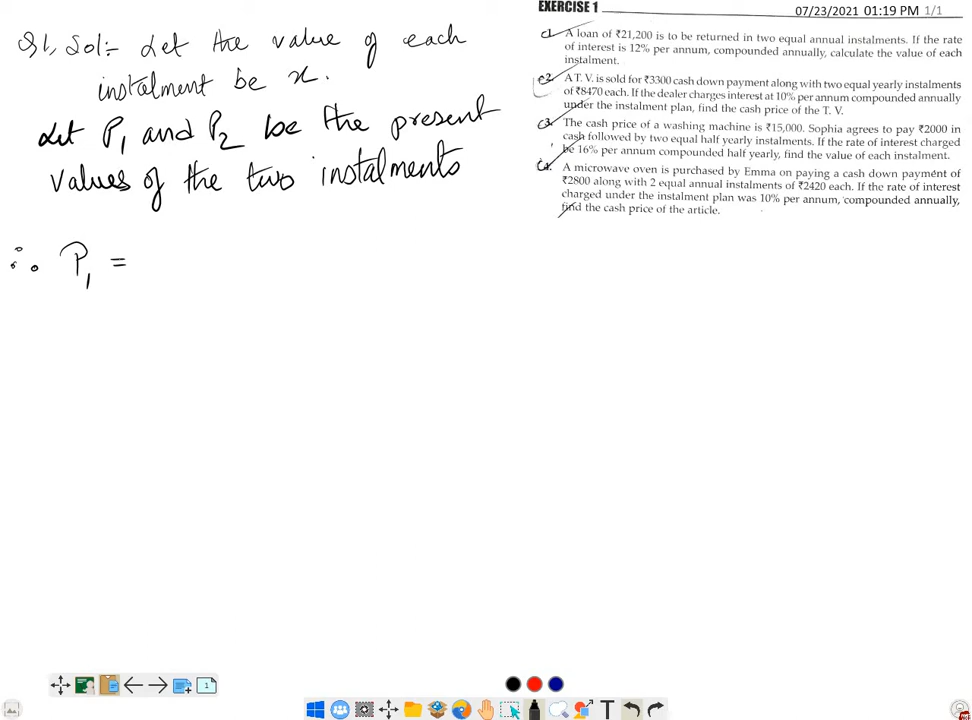 Q1, Sol:- Let the value of each
instalment be x.
Let P1 and P2 be the present
values of the two instalments
∴ P1 =
EXERCISE 1
07/23/2021 01:19 PM 1/1
A loan of ₹21,200 is to be returned in two equal annual instalments. If the rate
of interest is 12% per annum, compounded annually, calculate the value of each
instalment.
2. A T. V. is sold for ₹3300 cash down payment along with two equal yearly instalments
of ₹8470 each. If the dealer charges interest at 10% per annum compounded annually
under the instalment plan, find the cash price of the T. V.
3. The cash price of a washing machine is ₹15,000. Sophia agrees to pay ₹2000 in
cash followed by two equal half yearly instalments. If the rate of interest charged
be 16% per annum compounded half yearly, find the value of each instalment.
4. A microwave oven is purchased by Emma on paying a cash down payment of
₹2800 along with 2 equal annual instalments of ₹2420 each. If the rate of interest
charged under the instalment plan was 10% per annum, compounded annually,
find the cash price of the article.
1
T